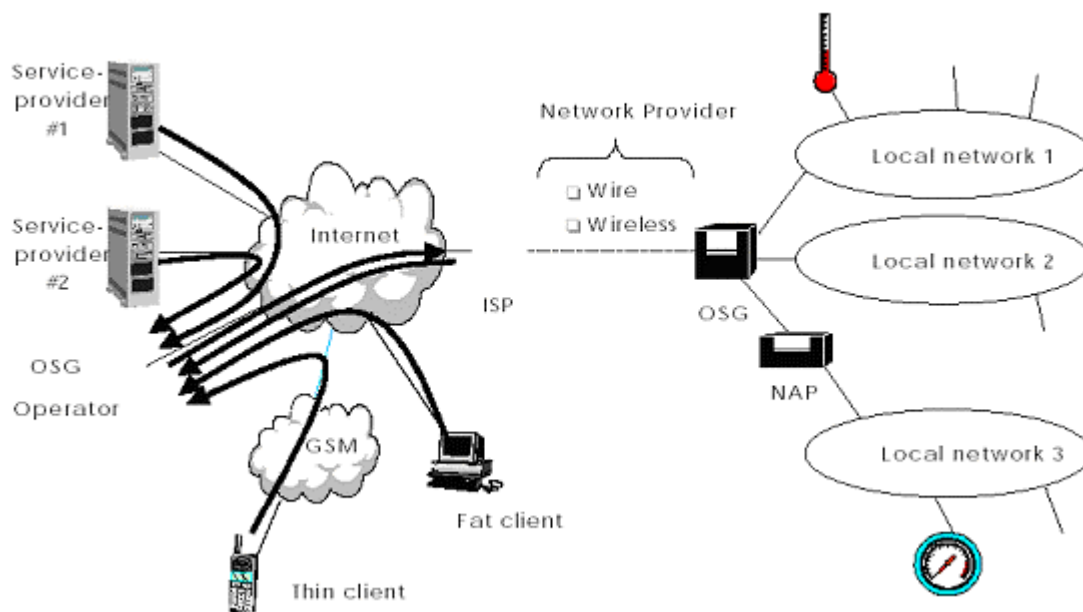 Service-
provider
#1
Service-
provider
#2
OSG
Operator
Internet
GSM
Thin client
Fat client
ISP
Network Provider
❑ Wire
❑ Wireless
OSG
NAP
Local network 1
Local network 2
Local network 3